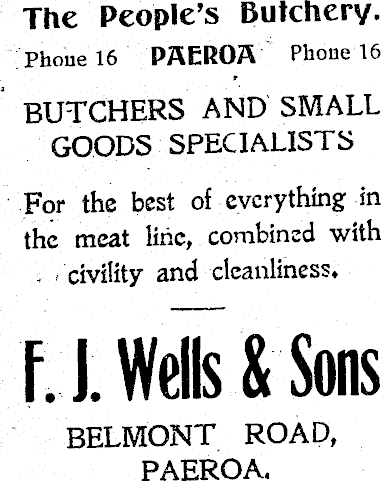 The People's Butchery.
Phone 16 PAEROA Phone 16
BUTCHERS AND SMALL
GOODS SPECIALISTS
For the best of everything in
the meat line, combined with
civility and cleanliness.
F. J. Wells & Sons
BELMONT ROAD,
PAEROA.